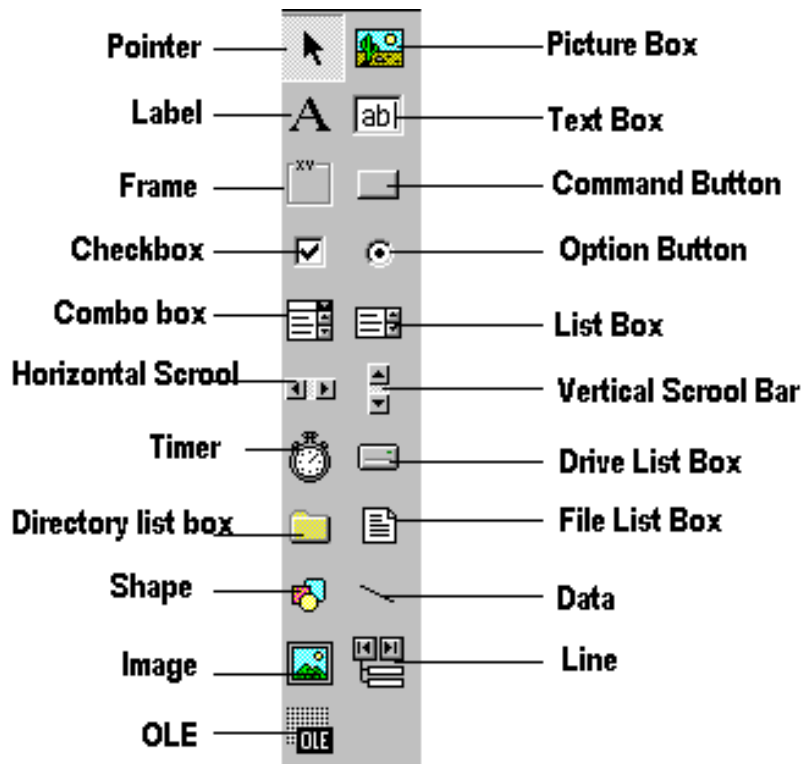 Pointer
Picture Box
Label
A
ab
Text Box
Frame
xv
Command Button
Checkbox
Option Button
Combo box
List Box
Horizontal Scrool
Vertical Scrool Bar
Timer
Drive List Box
Directory list box
File List Box
Shape
Data
Image
Line
OLE
OLE